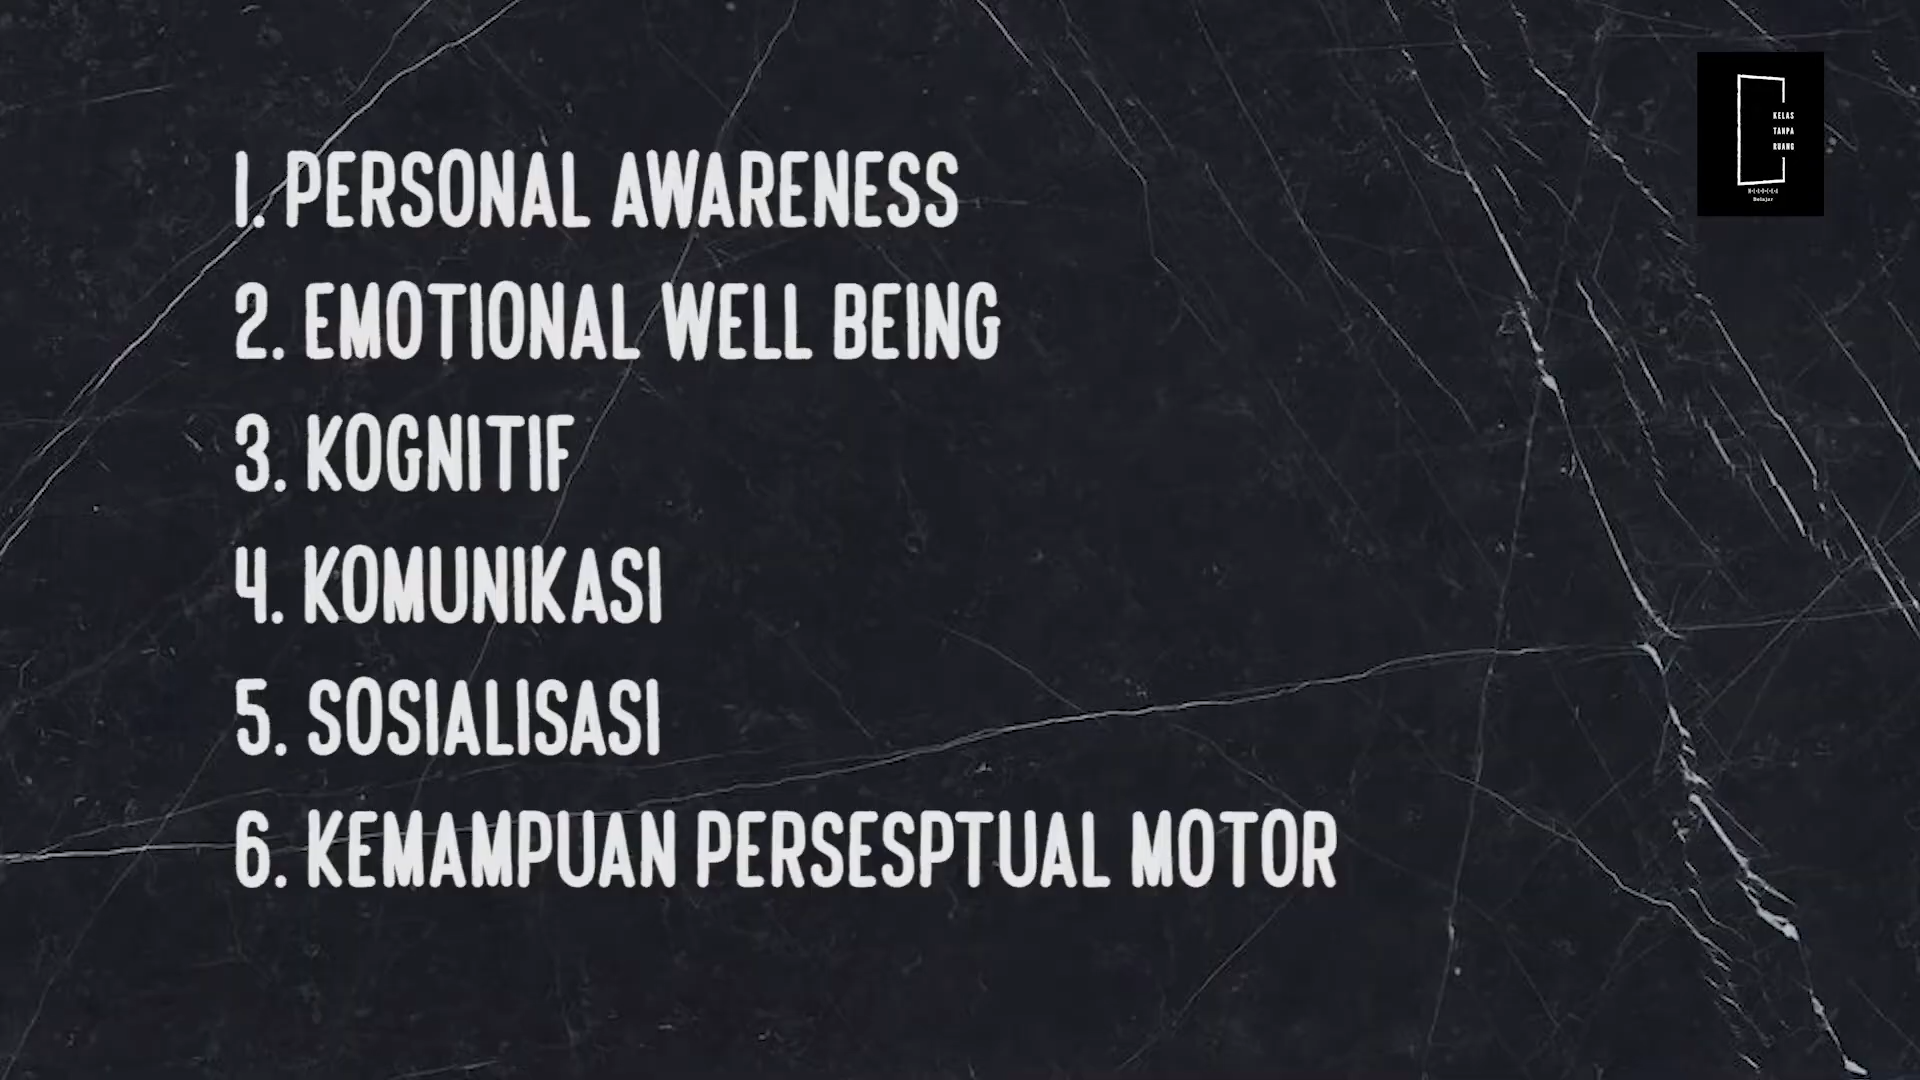 1. PERSONAL AWARENESS
2. EMOTIONAL WELL BEING
3. KOGNITIF
4. KOMUNIKASI
5. SOSIALISASI
6. KEMAMPUAN PERSESPTUAL MOTOR
KELAS
TANPA
RUANG
Belajar